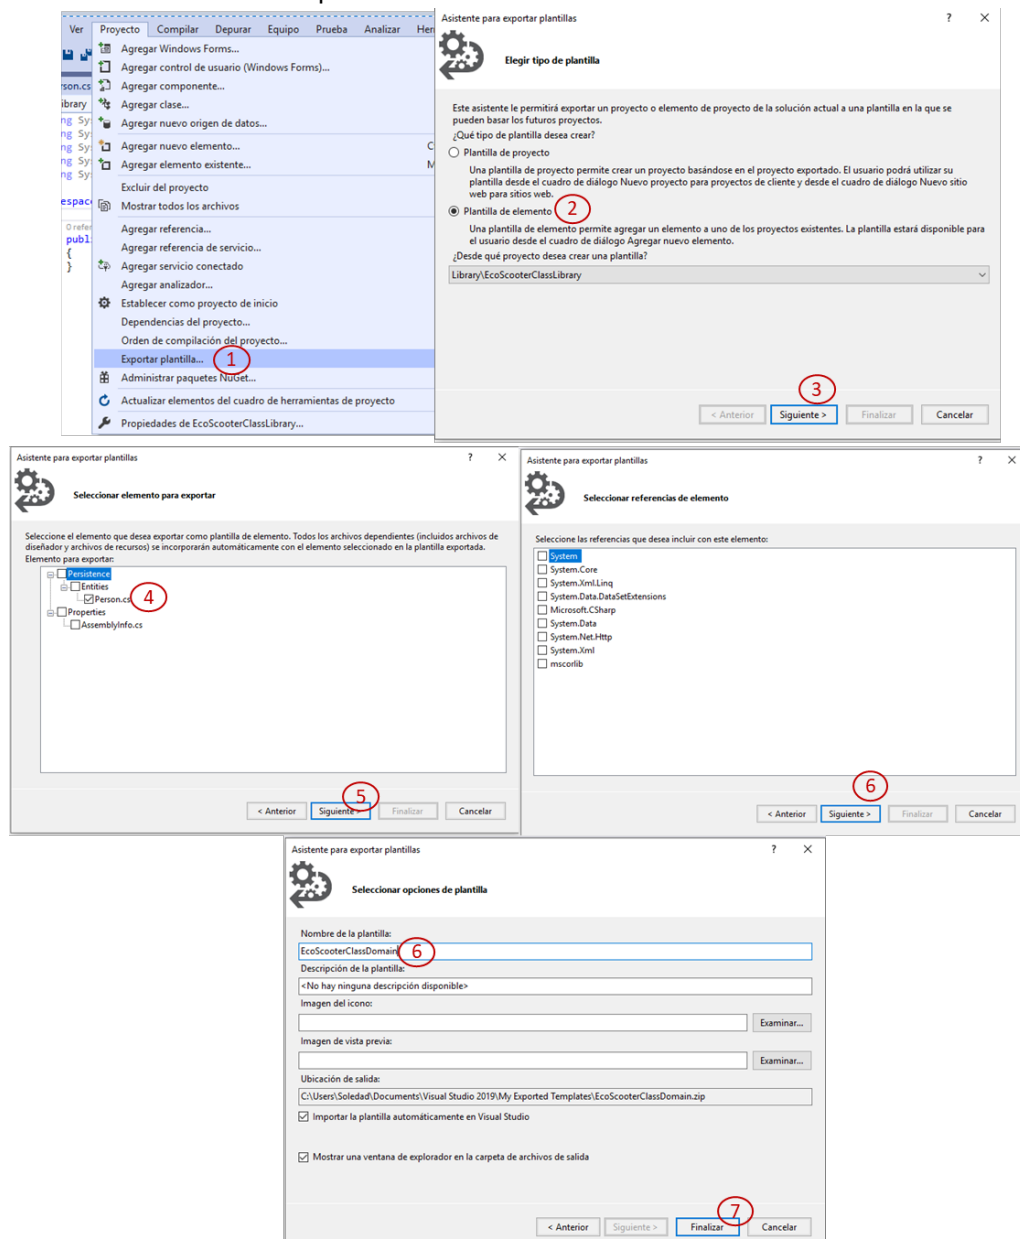 Ver Proyecto Compilar Depurar Equipo Prueba Analizar Her
Agregar Windows Forms...
Agregar control de usuario (Windows Forms)...
son.cs
Agregar componente...
ibrary
Agregar clase...
ng Sy
Agregar nuevo origen de datos...
ng Sy
ng Sy
Agregar nuevo elemento... C
ng Sy
Agregar elemento existente... M
ng Sy
Excluir del proyecto
espac
Mostrar todos los archivos
0 refer
Agregar referencia...
publ
Agregar referencia de servicio...
{
}
Agregar servicio conectado
Agregar analizador...
Establecer como proyecto de inicio
Dependencias del proyecto...
Orden de compilación del proyecto...
Exportar plantilla... 1
Administrar paquetes NuGet...
Actualizar elementos del cuadro de herramientas de proyecto
Propiedades de EcoScooterClassLibrary...
Asistente para exportar plantillas ? X
Elegir tipo de plantilla
Este asistente le permitirá exportar un proyecto o elemento de proyecto de la solución actual a una plantilla en la que se
pueden basar los futuros proyectos.
¿Qué tipo de plantilla desea crear?
Plantilla de proyecto
Una plantilla de proyecto permite crear un proyecto basándose en el proyecto exportado. El usuario podrá utilizar su
plantilla desde el cuadro de diálogo Nuevo proyecto para proyectos de cliente y desde el cuadro de diálogo Nuevo sitio
web para sitios web.
Plantilla de elemento 2
Una plantilla de elemento permite agregar un elemento a uno de los proyectos existentes. La plantilla estará disponible para
el usuario desde el cuadro de diálogo Agregar nuevo elemento.
¿Desde qué proyecto desea crear una plantilla?
Library\EcoScooterClassLibrary
3
< Anterior Siguiente > Finalizar Cancelar
Asistente para exportar plantillas ? X
Seleccionar elemento para exportar
Seleccione el elemento que desea exportar como plantilla de elemento. Todos los archivos dependientes (incluidos archivos de
diseñador y archivos de recursos) se incorporarán automáticamente con el elemento seleccionado en la plantilla exportada.
Elemento para exportar:
Persistence
Entities
Person.cs 4
Properties
AssemblyInfo.cs
5
< Anterior Siguiente > Finalizar Cancelar
Asistente para exportar plantillas ? X
Seleccionar referencias de elemento
Seleccione las referencias que desea incluir con este elemento:
System
System.Core
System.Xml.Linq
System.Data.DataSetExtensions
Microsoft.CSharp
System.Data
System.Net.Http
System.Xml
mscorlib
6
< Anterior Siguiente > Finalizar Cancelar
Asistente para exportar plantillas ? X
Seleccionar opciones de plantilla
Nombre de la plantilla:
EcoScooterClassDomain 6
Descripción de la plantilla:
<No hay ninguna descripción disponible>
Imagen del icono:
Examinar...
Imagen de vista previa:
Examinar...
Ubicación de salida:
C:\Users\Soledad\Documents\Visual Studio 2019\My Exported Templates\EcoScooterClassDomain.zip
Importar la plantilla automáticamente en Visual Studio
Mostrar una ventana de explorador en la carpeta de archivos de salida
7
< Anterior Siguiente > Finalizar Cancelar